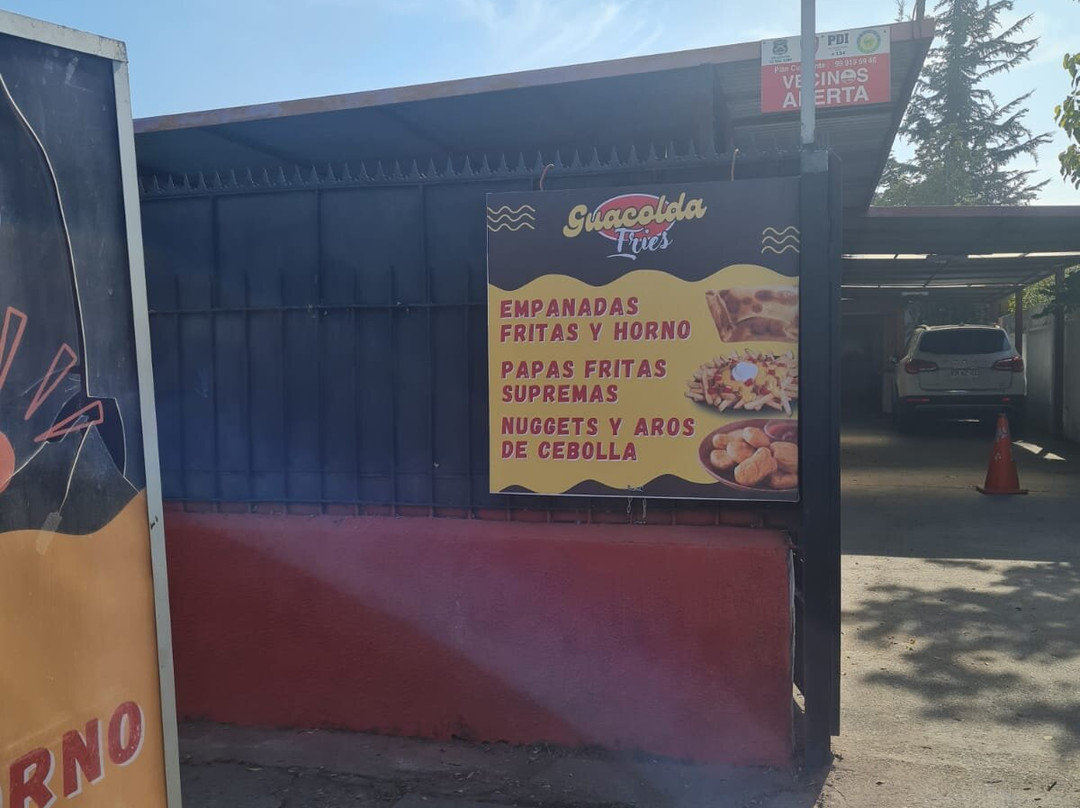 PDI
VECINOS
ALERTA
Guacolda
Fries
EMPANADAS
FRITAS Y HORNO
PAPAS FRITAS
SUPREMAS
NUGGETS Y AROS
DE CEBOLLA
RNO